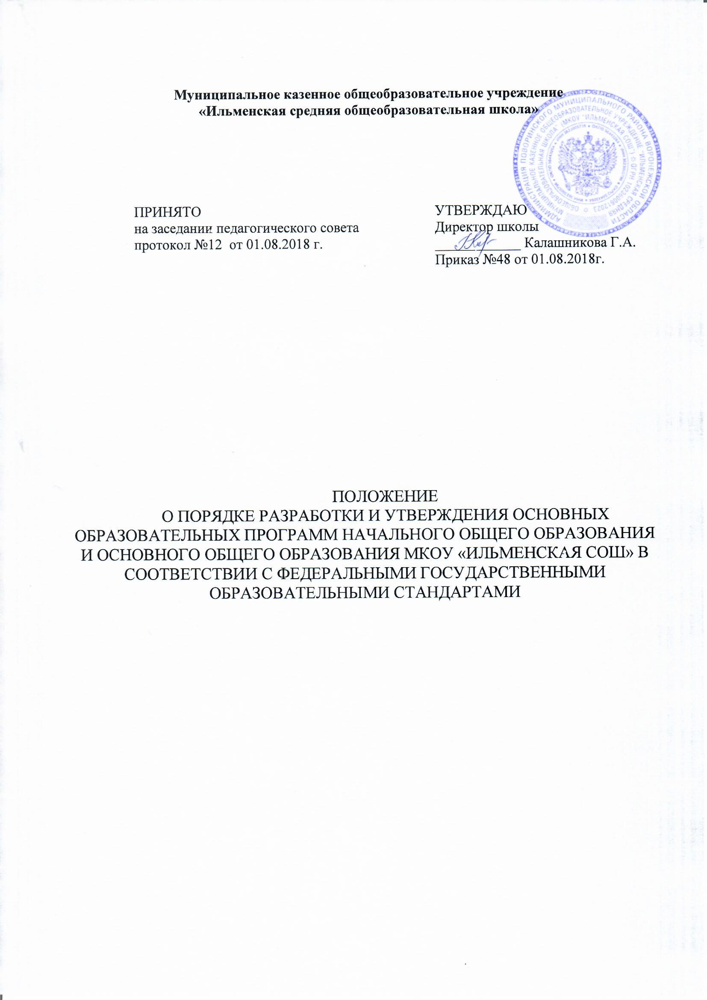 Муниципальное казенное общеобразовательное учреждение
«Ильменская средняя общеобразовательная школа»
АДМИНИСТРАЦИЯ ПОВОРИНСКОГО МУНИЦИПАЛЬНОГО РАЙОНА ВОРОНЕЖСКОЙ ОБЛАСТИ
МУНИЦИПАЛЬНОЕ КАЗЕННОЕ ОБЩЕОБРАЗОВАТЕЛЬНОЕ УЧРЕЖДЕНИЕ "ИЛЬМЕНСКАЯ СРЕДНЯЯ
ОБЩЕОБРАЗОВАТЕЛЬНАЯ ШКОЛА" (МКОУ "ИЛЬМЕНСКАЯ СОШ") ОГРН 1023600612023
ПРИНЯТО
на заседании педагогического совета
протокол №12 от 01.08.2018 г.
УТВЕРЖДАЮ
Директор школы
____________ Калашникова Г.А.
Приказ №48 от 01.08.2018г.
ПОЛОЖЕНИЕ
О ПОРЯДКЕ РАЗРАБОТКИ И УТВЕРЖДЕНИЯ ОСНОВНЫХ
ОБРАЗОВАТЕЛЬНЫХ ПРОГРАММ НАЧАЛЬНОГО ОБЩЕГО ОБРАЗОВАНИЯ
И ОСНОВНОГО ОБЩЕГО ОБРАЗОВАНИЯ МКОУ «ИЛЬМЕНСКАЯ СОШ» В
СООТВЕТСТВИИ С ФЕДЕРАЛЬНЫМИ ГОСУДАРСТВЕННЫМИ
ОБРАЗОВАТЕЛЬНЫМИ СТАНДАРТАМИ